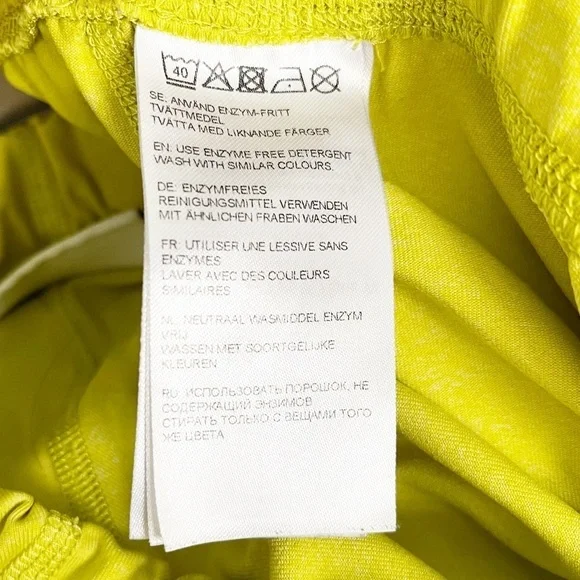 40
SE: ANVÄND ENZYM-FRITT
TVÄTTMEDEL
TVÄTTA MED LIKNANDE FÄRGER
EN: USE ENZYME FREE DETERGENT
WASH WITH SIMILAR COLOURS.
DE: ENZYMFREIES
REINIGUNGSMITTEL VERWENDEN
MIT ÄHNLICHEN FRABEN WASCHEN
FR: UTILISER UNE LESSIVE SANS
ENZYMES
LAVER AVEC DES COULEURS
SIMILAIRES
NL: NEUTRAAL WASMIDDEL ENZYM
VRIJ
WASSEN MET SOORTGELIJKE
KLEUREN
RU: ИСПОЛЬЗОВАТЬ ПОРОШОК, НЕ
СОДЕРЖАЩИЙ ЭНЗИМОВ
СТИРАТЬ ТОЛЬКО С ВЕЩАМИ ТОГО
ЖЕ ЦВЕТА